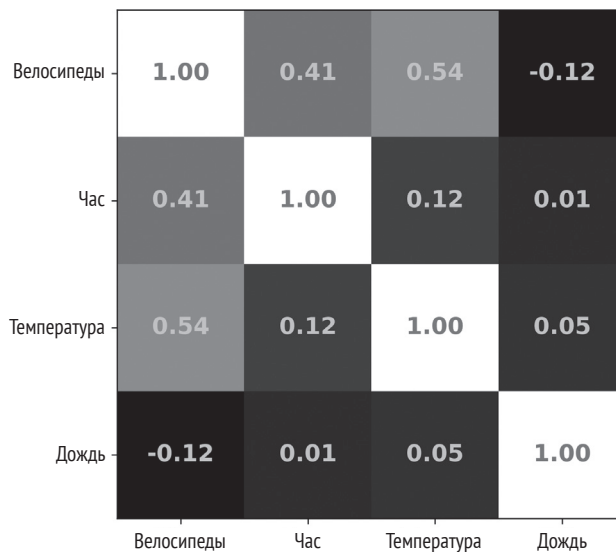 Велосипеды 1.00 0.41 0.54 -0.12
Час 0.41 1.00 0.12 0.01
Температура 0.54 0.12 1.00 0.05
Дождь -0.12 0.01 0.05 1.00
Велосипеды Час Температура Дождь